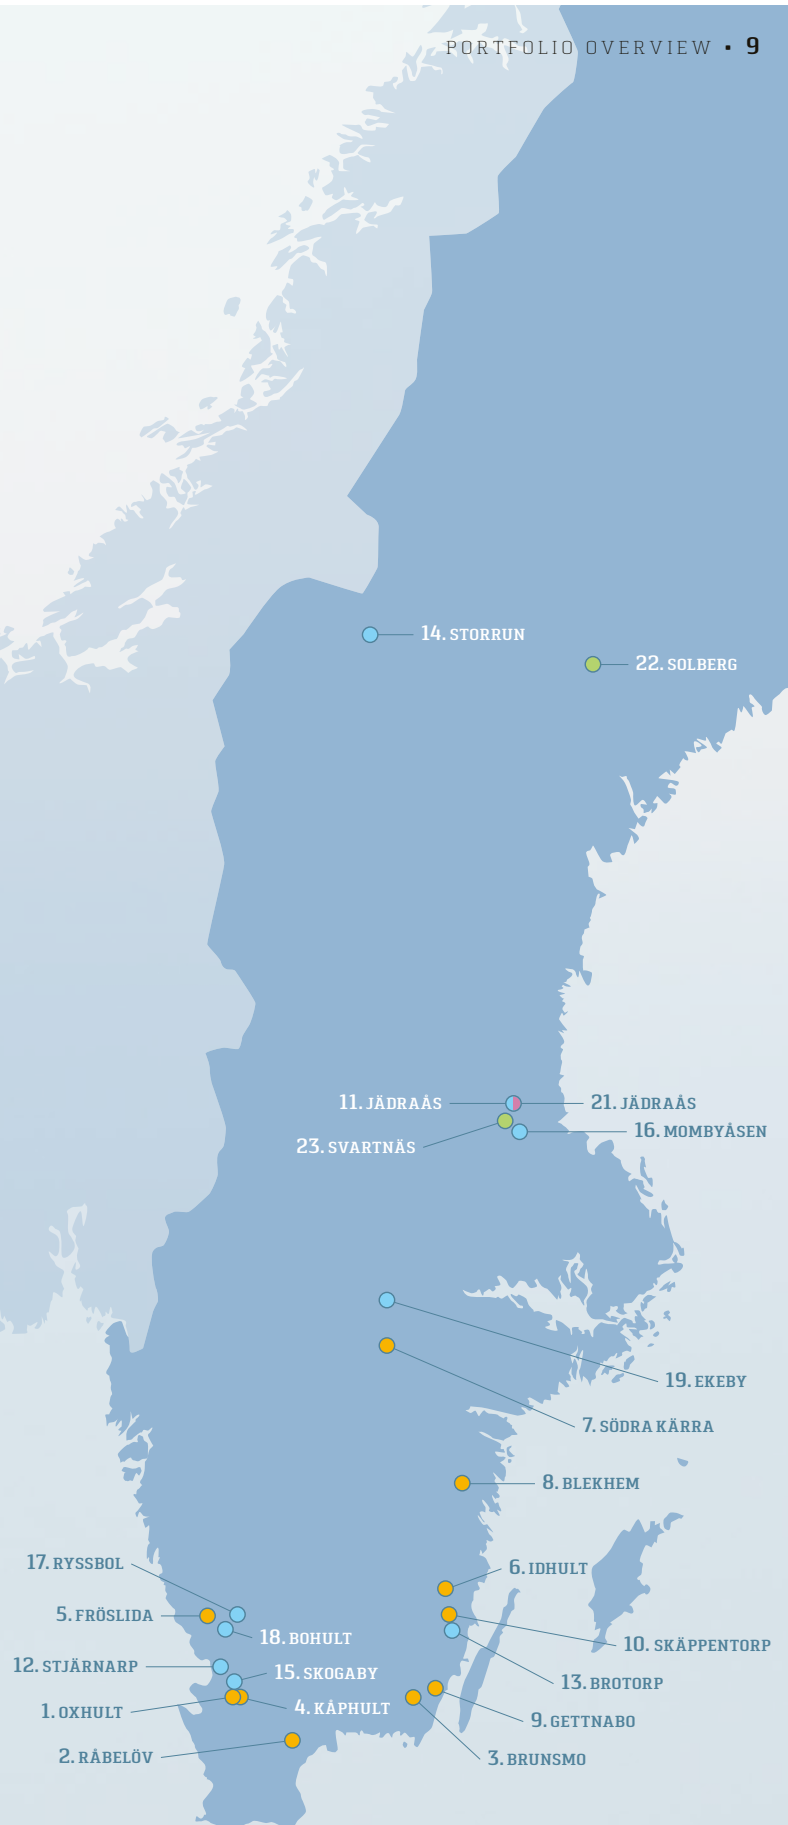 PORTFOLIO OVERVIEW ▪ 9
14. STORRUN
22. SOLBERG
11. JÄDRAÅS
21. JÄDRAÅS
16. MOMBYÅSEN
23. SVARTNÄS
19. EKEBY
7. SÖDRA KÄRRA
8. BLEKHEM
17. RYSSBOL
6. IDHULT
5. FRÖSLIDA
18. BOHULT
10. SKÄPPENTORP
12. STJÄRNARP
15. SKOGABY
13. BROTORP
1. OXHULT
4. KÅPHULT
9. GETTNABO
2. RÅBELÖV
3. BRUNSMO